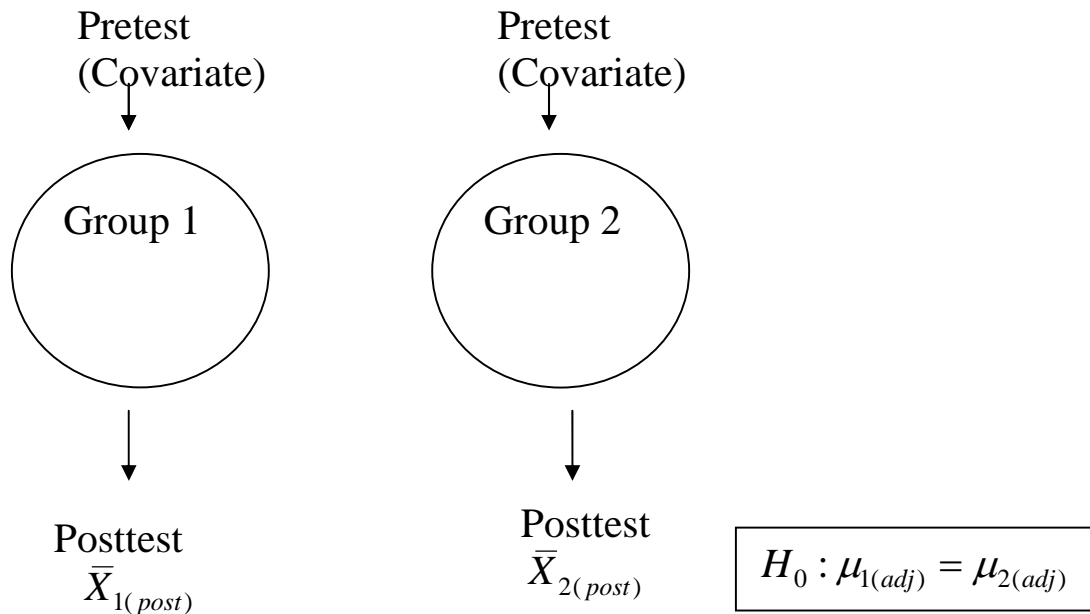 Pretest
(Covariate)
Pretest
(Covariate)
Group 1
Group 2
Posttest
X̄₁₍post₎
Posttest
X̄₂₍post₎
H₀ : μ₁₍adj₎ = μ₂₍adj₎